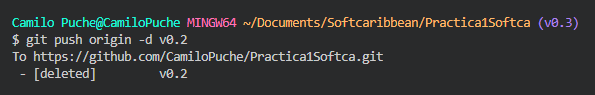 Camilo Puche@CamiloPuche MINGW64 ~/Documents/Softcaribbean/Practica1Softca (v0.3)
$ git push origin -d v0.2
To https://github.com/CamiloPuche/Practica1Softca.git
 - [deleted]         v0.2